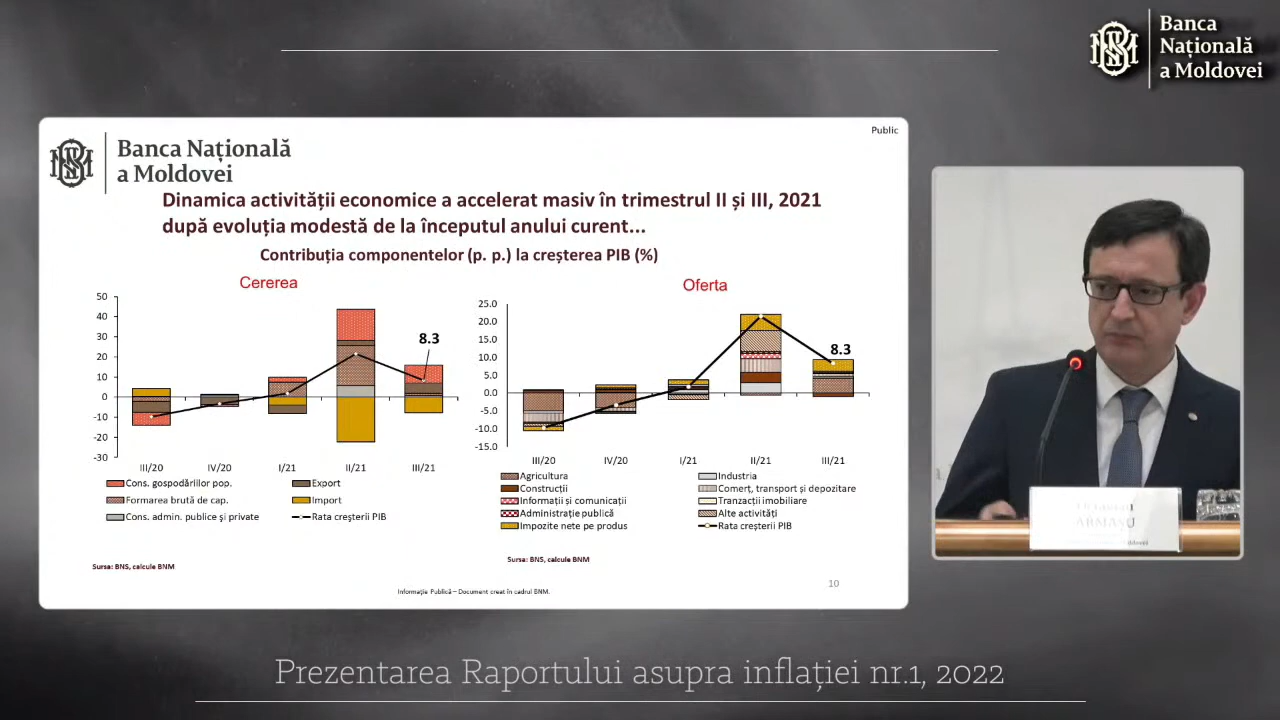 Banca
Națională
a Moldovei
Public
Banca Națională
a Moldovei
Dinamica activității economice a accelerat masiv în trimestrul II și III, 2021
după evoluția modestă de la începutul anului curent...
Contribuția componentelor (p. p.) la creșterea PIB (%)
Cererea
50
40
30
20
10
0
-10
-20
-30
8.3
III/20 IV/20 I/21 II/21 III/21
Cons. gospodăriilor pop. Export
Formarea brută de cap. Import
Cons. admin. publice și private Rata creșterii PIB
Sursa: BNS, calcule BNM
Oferta
25.0
20.0
15.0
10.0
5.0
0.0
-5.0
-10.0
-15.0
8.3
III/20 IV/20 I/21 II/21 III/21
Agricultura Industria
Construcții Comerț, transport și depozitare
Informații și comunicații Tranzacții imobiliare
Administrație publică Alte activități
Impozite nete pe produs Rata creșterii PIB
Sursa: BNS, calcule BNM
10
Informație Publică – Document creat în cadrul BNM.
ARMAȘU
Prezentarea Raportului asupra inflației nr.1, 2022